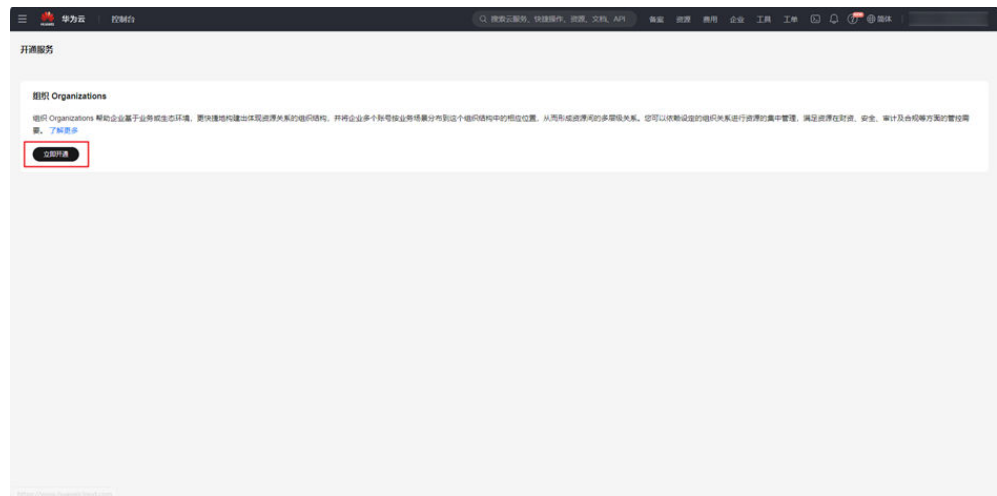 HUAWEI 华为云 控制台 搜索云服务、快捷操作、资源、文档、API 备案 资源 费用 企业 工具 工单 简体
开通服务
组织 Organizations
组织 Organizations 帮助企业基于业务或生态环境，更快捷地构建出体现资源关系的组织结构，并将企业多个账号按业务场景分布到这个组织结构中的相应位置，从而形成资源间的多层级关系。您可以依赖设定的组织关系进行资源的集中管理，满足资源在财资、安全、审计及合规等方面的管控需
要。 了解更多
立即开通